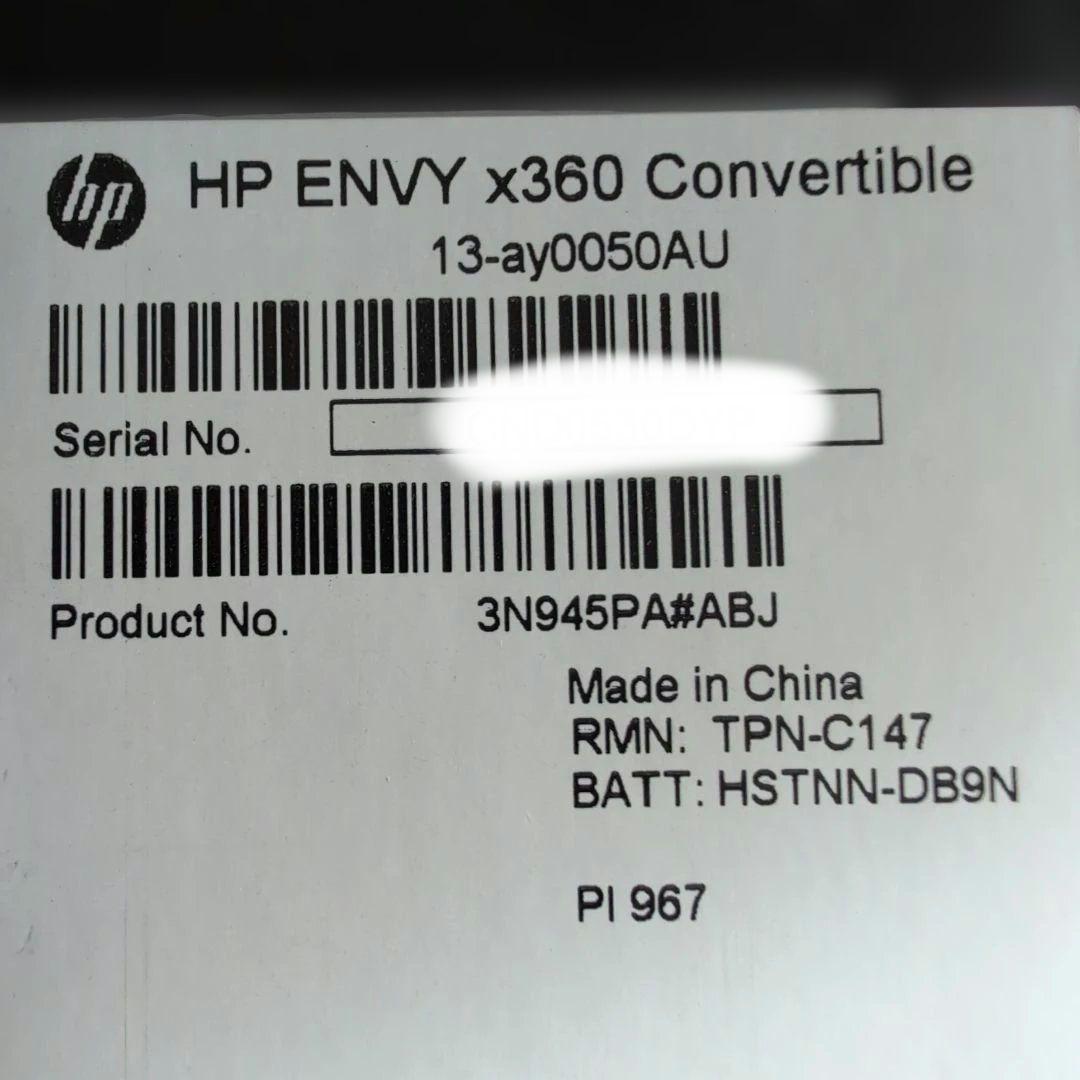 hp HP ENVY x360 Convertible
13-ay0050AU
Serial No.
Product No. 3N945PA#ABJ
Made in China
RMN: TPN-C147
BATT: HSTNN-DB9N
PI 967